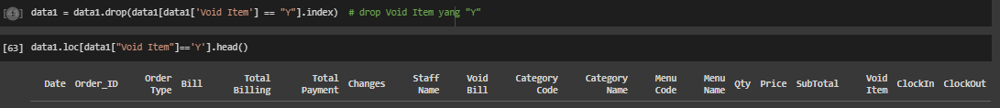 data1 = data1.drop(data1[data1['Void Item'] == "Y"].index)  # drop Void Item yang "Y"
[63] data1.loc[data1["Void Item"]=='Y'].head()
Date Order_ID Order Type Bill Total Billing Total Payment Changes Staff Name Void Bill Category Code Category Name Menu Code Menu Name Qty Price SubTotal Void Item ClockIn ClockOut